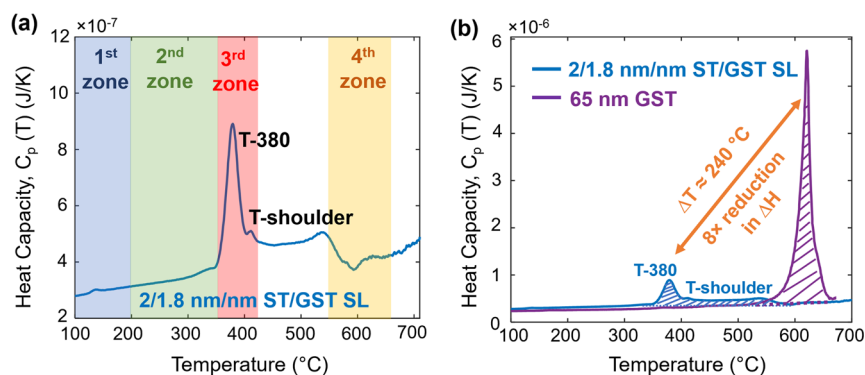 (a)
×10⁻⁷
12
10
8
6
4
2
Heat Capacity, Cₚ (T) (J/K)
1ˢᵗ
zone
2ⁿᵈ
zone
3ʳᵈ
zone
4ᵗʰ
zone
T-380
T-shoulder
2/1.8 nm/nm ST/GST SL
100 200 300 400 500 600 700
Temperature (°C)
(b)
×10⁻⁶
6
5
4
3
2
1
0
Heat Capacity, Cₚ (T) (J/K)
2/1.8 nm/nm ST/GST SL
65 nm GST
ΔT ≈ 240 °C
8× reduction
in ΔH
T-380
T-shoulder
100 200 300 400 500 600 700
Temperature (°C)